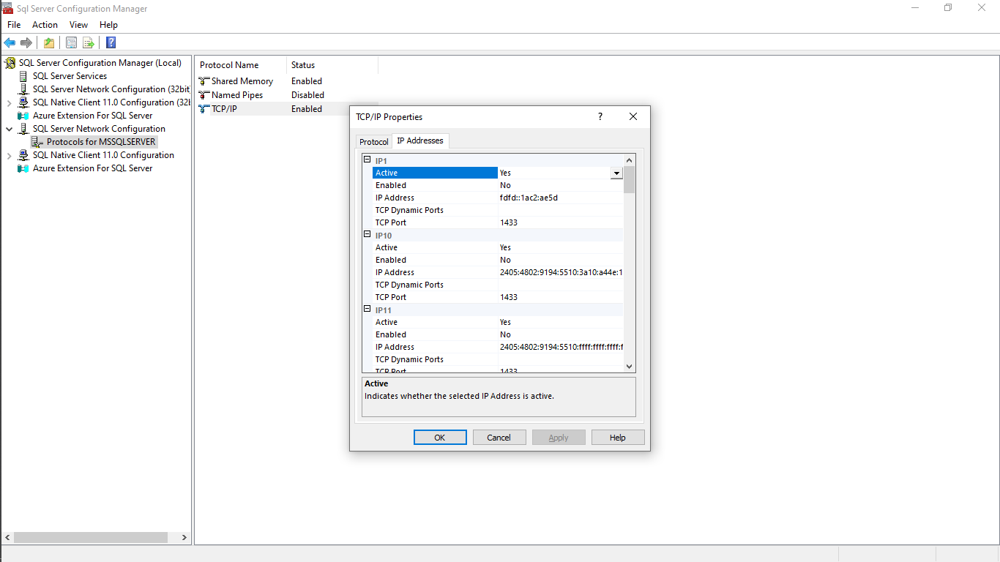 Sql Server Configuration Manager
File Action View Help
SQL Server Configuration Manager (Local)
SQL Server Services
SQL Server Network Configuration (32bit
SQL Native Client 11.0 Configuration (32b
Azure Extension For SQL Server
SQL Server Network Configuration
Protocols for MSSQLSERVER
SQL Native Client 11.0 Configuration
Azure Extension For SQL Server
Protocol Name Status
Shared Memory Enabled
Named Pipes Disabled
TCP/IP Enabled
TCP/IP Properties ?
Protocol IP Addresses
IP1
Active Yes
Enabled No
IP Address fdfd::1ac2:ae5d
TCP Dynamic Ports
TCP Port 1433
IP10
Active Yes
Enabled No
IP Address 2405:4802:9194:5510:3a10:a44e:1
TCP Dynamic Ports
TCP Port 1433
IP11
Active Yes
Enabled No
IP Address 2405:4802:9194:5510:ffff:ffff:ffff:f
TCP Dynamic Ports
TCP Port 1433
Active
Indicates whether the selected IP Address is active.
OK Cancel Apply Help